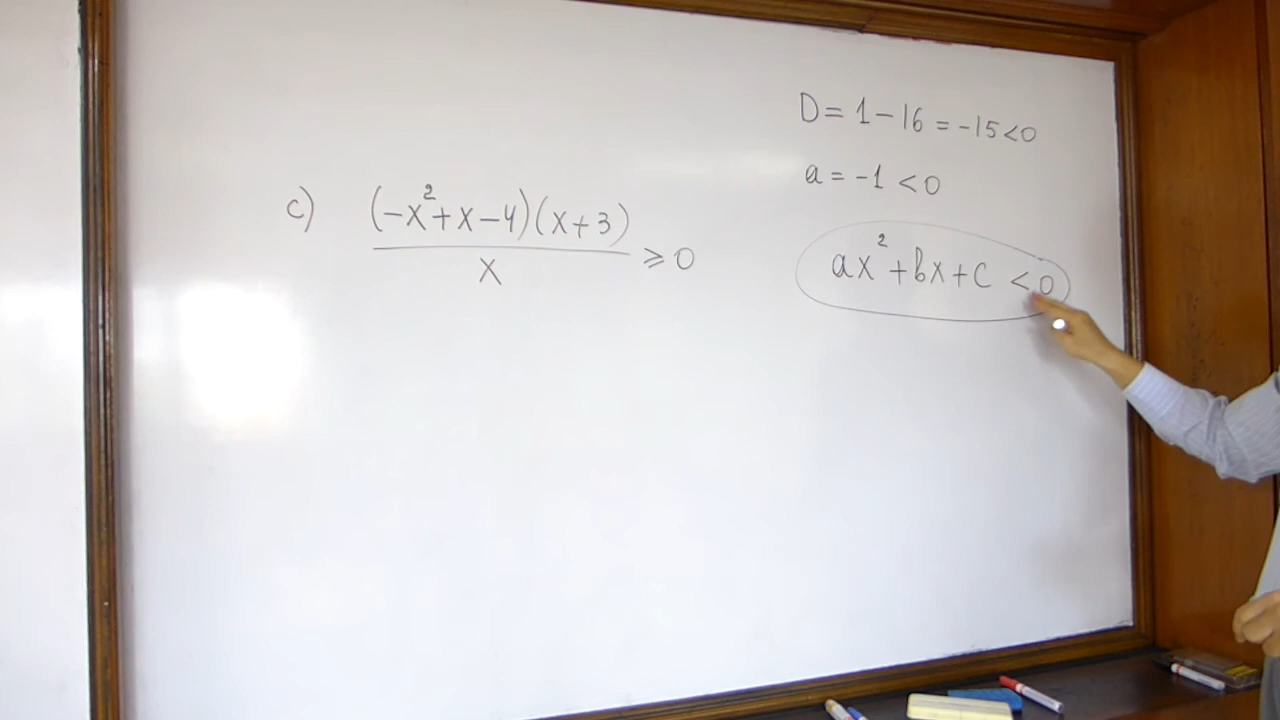 D = 1 - 16 = -15 < 0
a = -1 < 0
c) (-x² + x - 4)(x + 3)
x
≥ 0
ax² + bx + c < 0